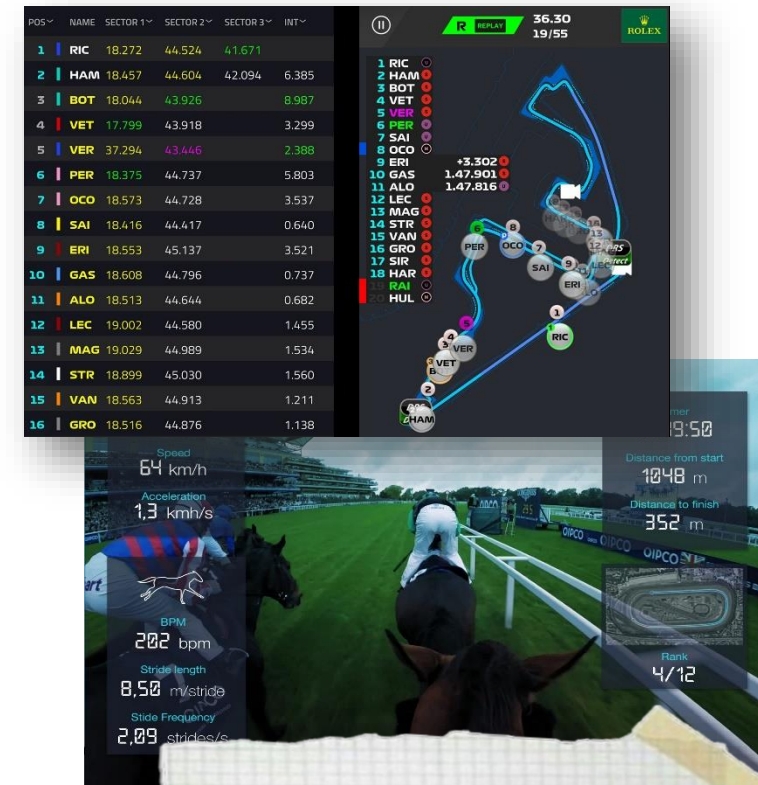 POS NAME SECTOR 1 SECTOR 2 SECTOR 3 INT
1 RIC 18.272 44.524 41.671
2 HAM 18.457 44.604 42.094 6.385
3 BOT 18.044 43.926 8.987
4 VET 17.799 43.918 3.299
5 VER 37.294 43.446 2.388
6 PER 18.375 44.737 5.803
7 OCO 18.573 44.728 3.537
8 SAI 18.416 44.417 0.640
9 ERI 18.553 45.137 3.521
10 GAS 18.608 44.796 0.737
11 ALO 18.513 44.644 0.682
12 LEC 19.002 44.580 1.455
13 MAG 19.029 44.989 1.534
14 STR 18.899 45.030 1.560
15 VAN 18.563 44.913 1.211
16 GRO 18.516 44.876 1.138
R REPLAY
36.30
19/55
ROLEX
1 RIC
2 HAM
3 BOT
4 VET
5 VER
6 PER
7 SAI
8 OCO
9 ERI +3.302
10 GAS 1.47.901
11 ALO 1.47.816
12 LEC
13 MAG
14 STR
15 VAN
16 GRO
17 SIR
18 HAR
19 RAI
20 HUL
6 PER
8 OCO
7 SAI
9 ERI
1 RIC
5 VER
4 VET
2 HAM
Speed
64 km/h
Acceleration
1,3 kmh/s
BPM
202 bpm
Stride length
8,50 m/stride
Stide Frequency
2,09 strides/s
9:50
Distance from start
1048 m
Distance to finish
352 m
Rank
4/12
QIPCO
QIPCO